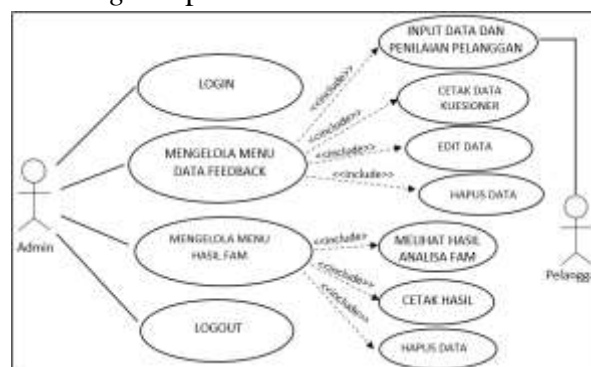 INPUT DATA DAN
PENILAIAN PELANGGAN
LOGIN
<<include>>
CETAK DATA
KUESIONER
<<include>>
MENGELOLA MENU
DATA FEEDBACK
<<include>>
EDIT DATA
<<include>>
HAPUS DATA
Admin
MENGELOLA MENU
HASIL FAM
<<include>>
MELIHAT HASIL
ANALISA FAM
Pelangga
<<include>>
CETAK HASIL
<<include>>
LOGOUT
HAPUS DATA